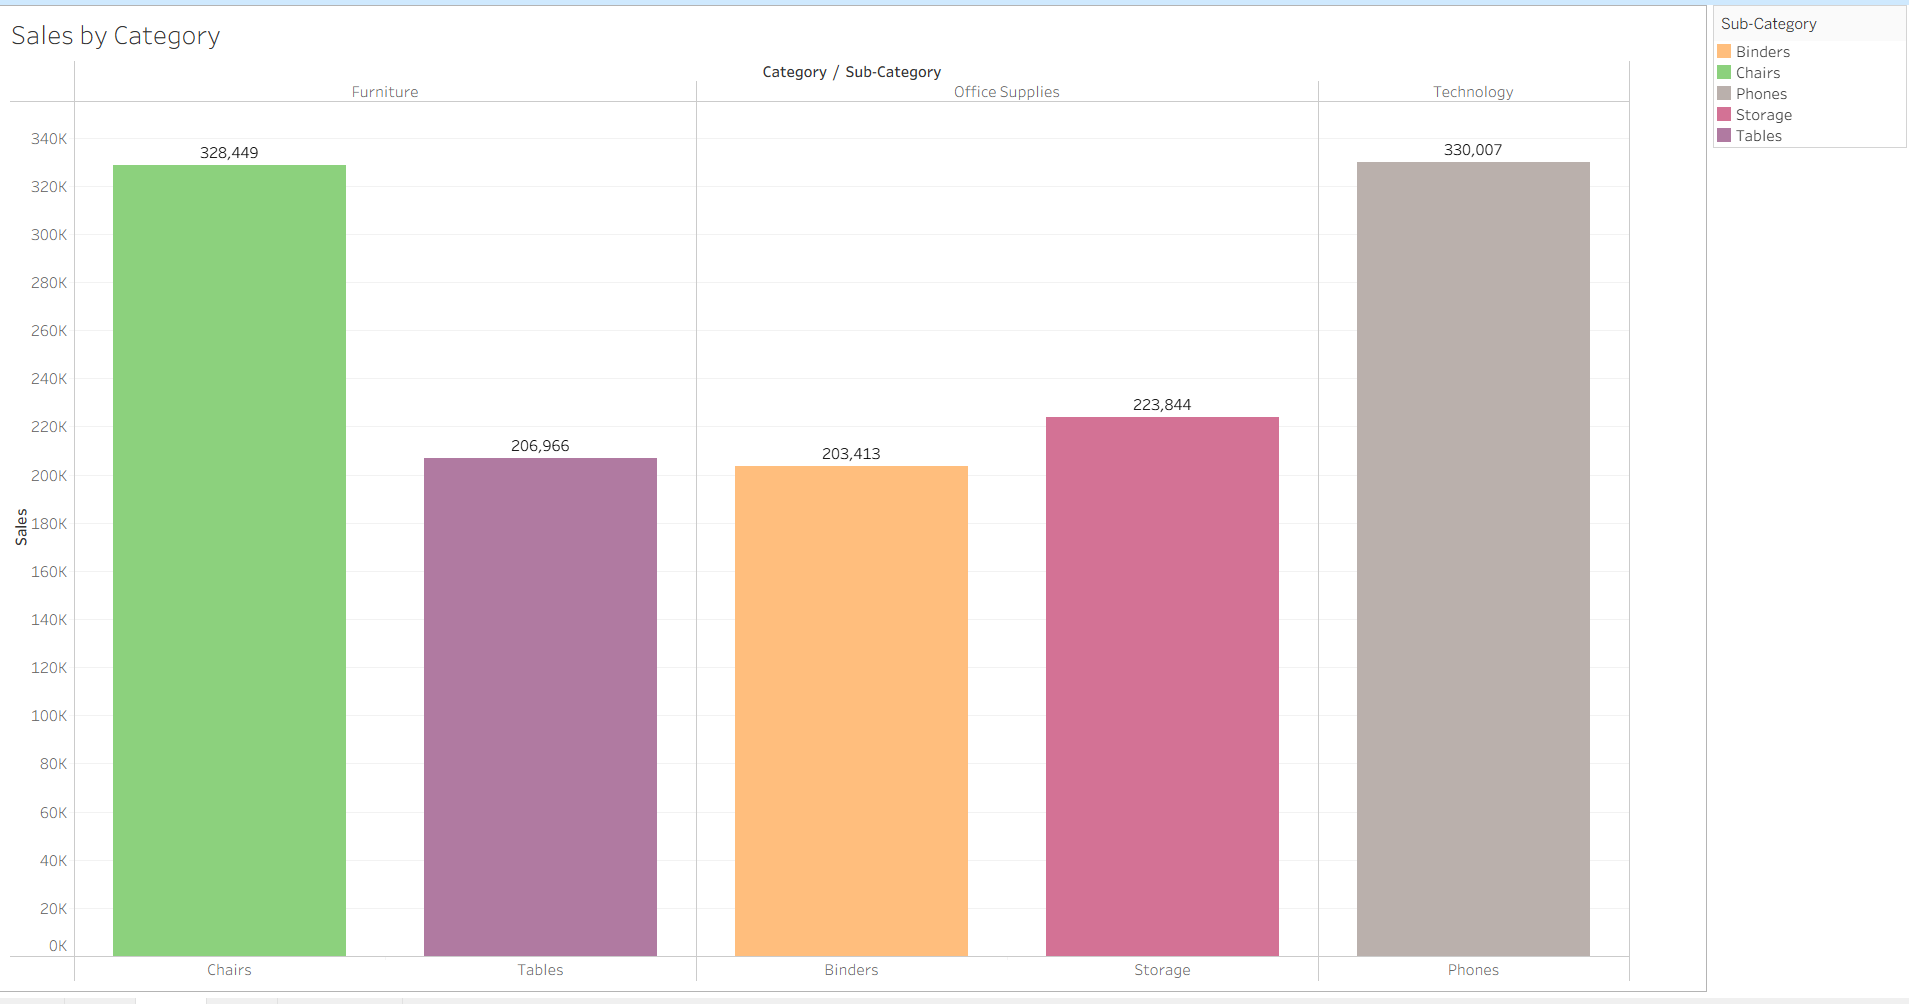 Sales by Category
Category / Sub-Category
Furniture
Office Supplies
Technology
340K
320K
300K
280K
260K
240K
220K
200K
180K
160K
140K
120K
100K
80K
60K
40K
20K
0K
Sales
328,449
206,966
203,413
223,844
330,007
Chairs
Tables
Binders
Storage
Phones
Sub-Category
Binders
Chairs
Phones
Storage
Tables